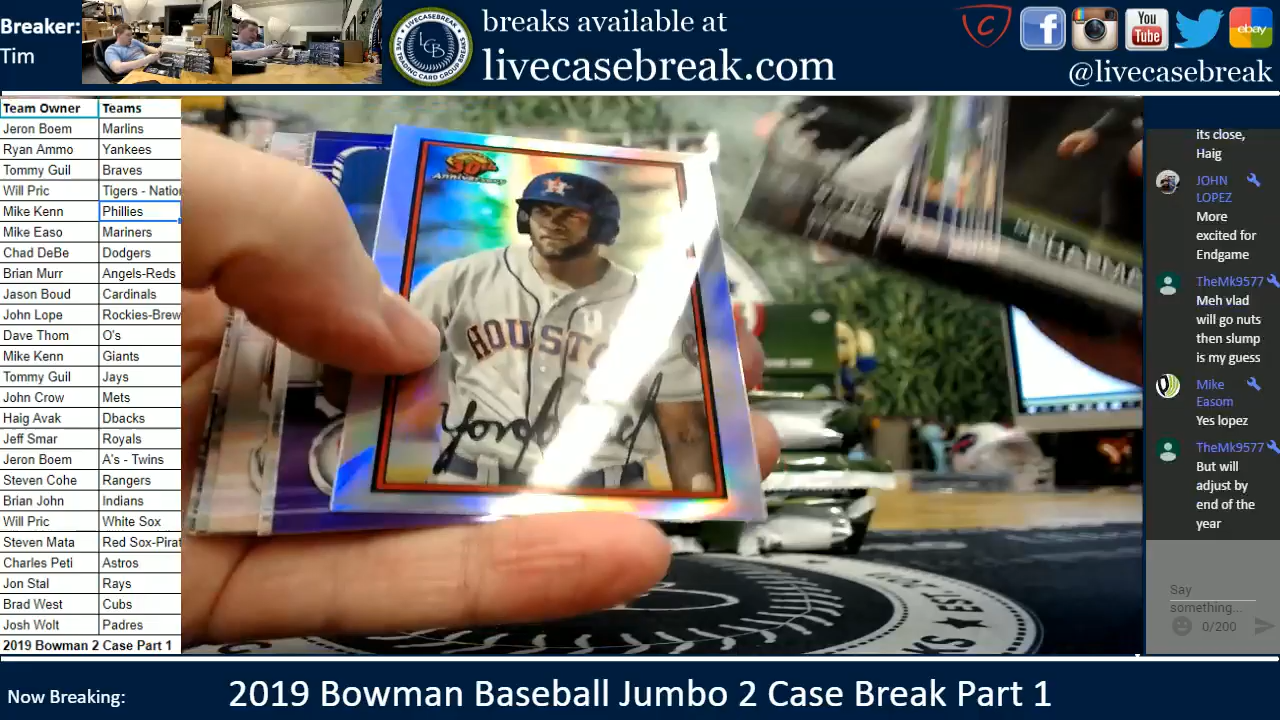 Breaker:
Tim
breaks available at
livecasebreak.com
LCB
You
Tube
ebay
@livecasebreak
Team Owner Teams
Jeron Boem Marlins
Ryan Ammo Yankees
Tommy Guil Braves
Will Pric Tigers - Natio
Mike Kenn Phillies
Mike Easo Mariners
Chad DeBe Dodgers
Brian Murr Angels-Reds
Jason Boud Cardinals
John Lope Rockies-Brew
Dave Thom O's
Mike Kenn Giants
Tommy Guil Jays
John Crow Mets
Haig Avak Dbacks
Jeff Smar Royals
Jeron Boem A's - Twins
Steven Cohe Rangers
Brian John Indians
Will Pric White Sox
Steven Mata Red Sox-Pirat
Charles Peti Astros
Jon Stal Rays
Brad West Cubs
Josh Wolt Padres
2019 Bowman 2 Case Part 1
30th
Anniversary
HOUSTO
its close,
Haig
JOHN
LOPEZ
More
excited for
Endgame
TheMk9577
Meh vlad
will go nuts
then slump
is my guess
Mike
Easom
Yes lopez
TheMk9577
But will
adjust by
end of the
year
Say
something...
0/200
Now Breaking:
2019 Bowman Baseball Jumbo 2 Case Break Part 1